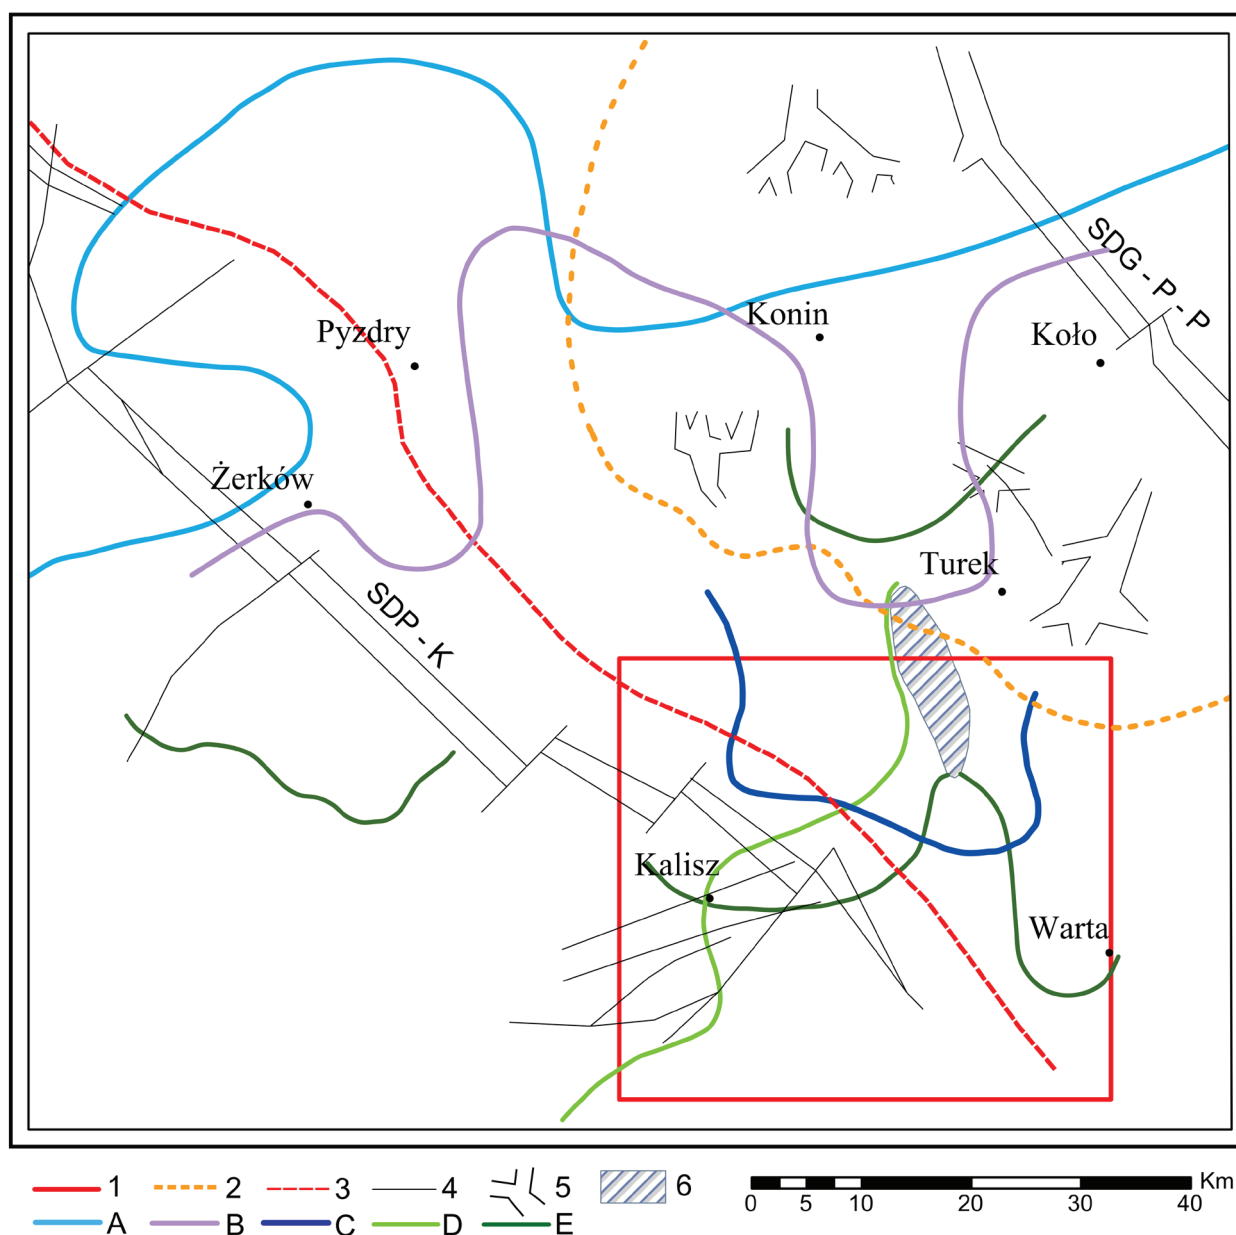 SDG - P - P
Konin
Koło
Pyzdry
Żerków
Turek
SDP - K
Kalisz
Warta
1 2 3 4 5 6
A B C D E
Km
0 5 10 20 30 40